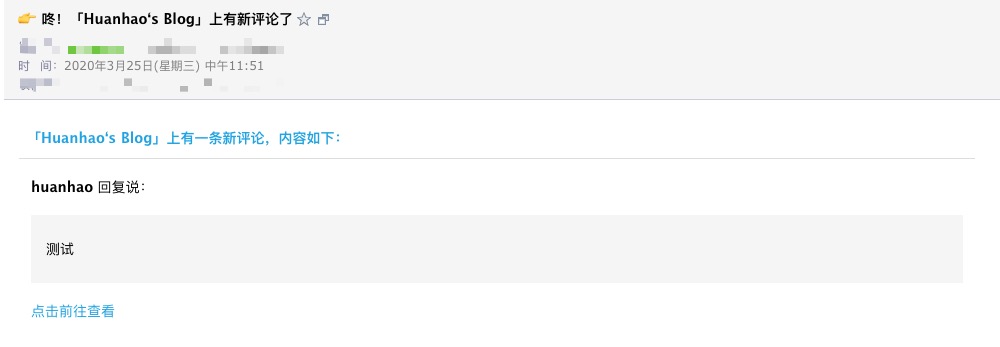 👉 咚！「Huanhao‘s Blog」上有新评论了
时 间：2020年3月25日(星期三) 中午11:51
「Huanhao‘s Blog」上有一条新评论，内容如下：
huanhao 回复说：
测试
点击前往查看